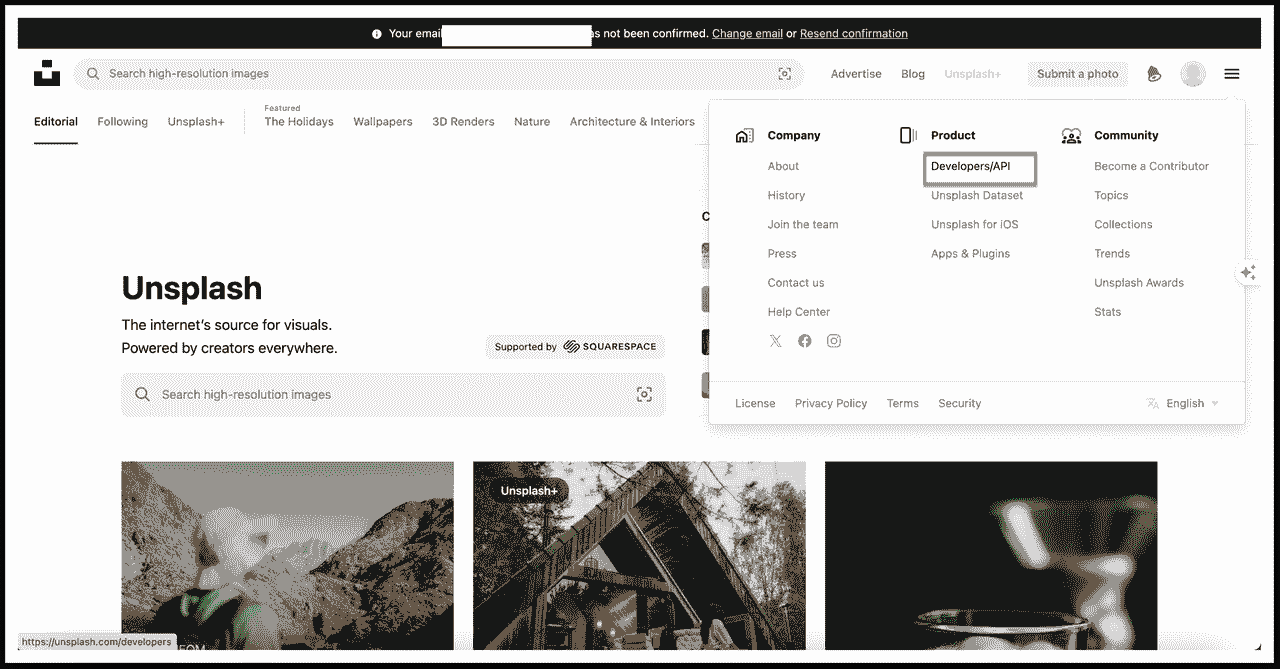 Your email
as not been confirmed. Change email or Resend confirmation
Search high-resolution images
Advertise
Blog
Unsplash+
Submit a photo
Editorial
Following
Unsplash+
Featured
The Holidays
Wallpapers
3D Renders
Nature
Architecture & Interiors
Company
About
History
Join the team
Press
Contact us
Help Center
Product
Developers/API
Unsplash Dataset
Unsplash for iOS
Apps & Plugins
Community
Become a Contributor
Topics
Collections
Trends
Unsplash Awards
Stats
License
Privacy Policy
Terms
Security
English
Unsplash
The internet's source for visuals.
Powered by creators everywhere.
Supported by SQUARESPACE
Search high-resolution images
Unsplash+
https://unsplash.com/developers